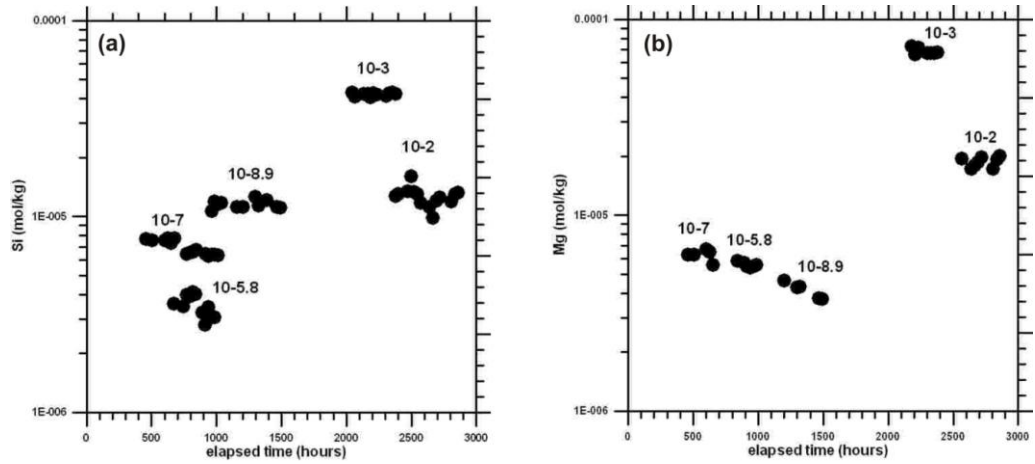 (a)
0.0001
1E-005
1E-006
Si (mol/kg)
10-3
10-2
10-8.9
10-7
10-5.8
0 500 1000 1500 2000 2500 3000
elapsed time (hours)
(b)
0.0001
1E-005
1E-006
Mg (mol/kg)
10-3
10-2
10-7
10-5.8
10-8.9
0 500 1000 1500 2000 2500 3000
elapsed time (hours)